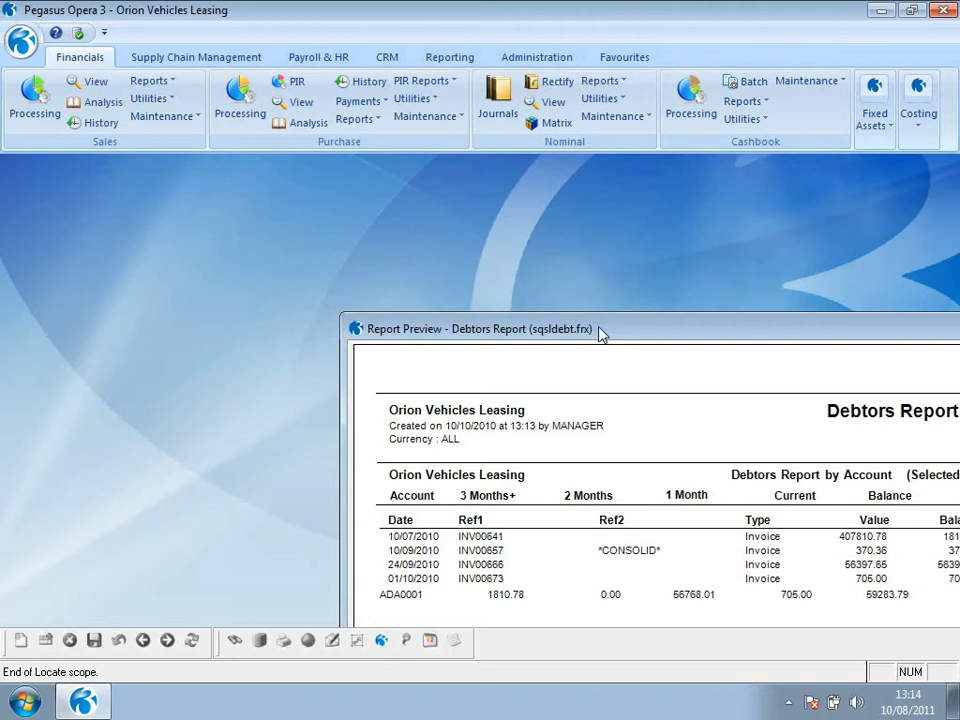 Pegasus Opera 3 - Orion Vehicles Leasing
Financials Supply Chain Management Payroll & HR CRM Reporting Administration Favourites
Processing View Analysis History Reports Utilities Maintenance
Sales
Processing PIR View Analysis History Payments Reports PIR Reports Utilities Maintenance
Purchase
Journals Rectify View Matrix Reports Utilities Maintenance
Nominal
Processing Batch Reports Utilities Maintenance
Cashbook
Fixed Assets
Costing
Report Preview - Debtors Report (sqsldebt.frx)
Orion Vehicles Leasing Debtors Report
Created on 10/10/2010 at 13:13 by MANAGER
Currency : ALL
Orion Vehicles Leasing Debtors Report by Account (Selected
Account 3 Months+ 2 Months 1 Month Current Balance
Date Ref1 Ref2 Type Value Bala
10/07/2010 INV00641 Invoice 407810.78 181
10/09/2010 INV00657 *CONSOLID* Invoice 370.36 37
24/09/2010 INV00666 Invoice 56397.65 5639
01/10/2010 INV00673 Invoice 705.00 70
ADA0001 1810.78 0.00 56768.01 705.00 59283.79
End of Locate scope. NUM
13:14
10/08/2011